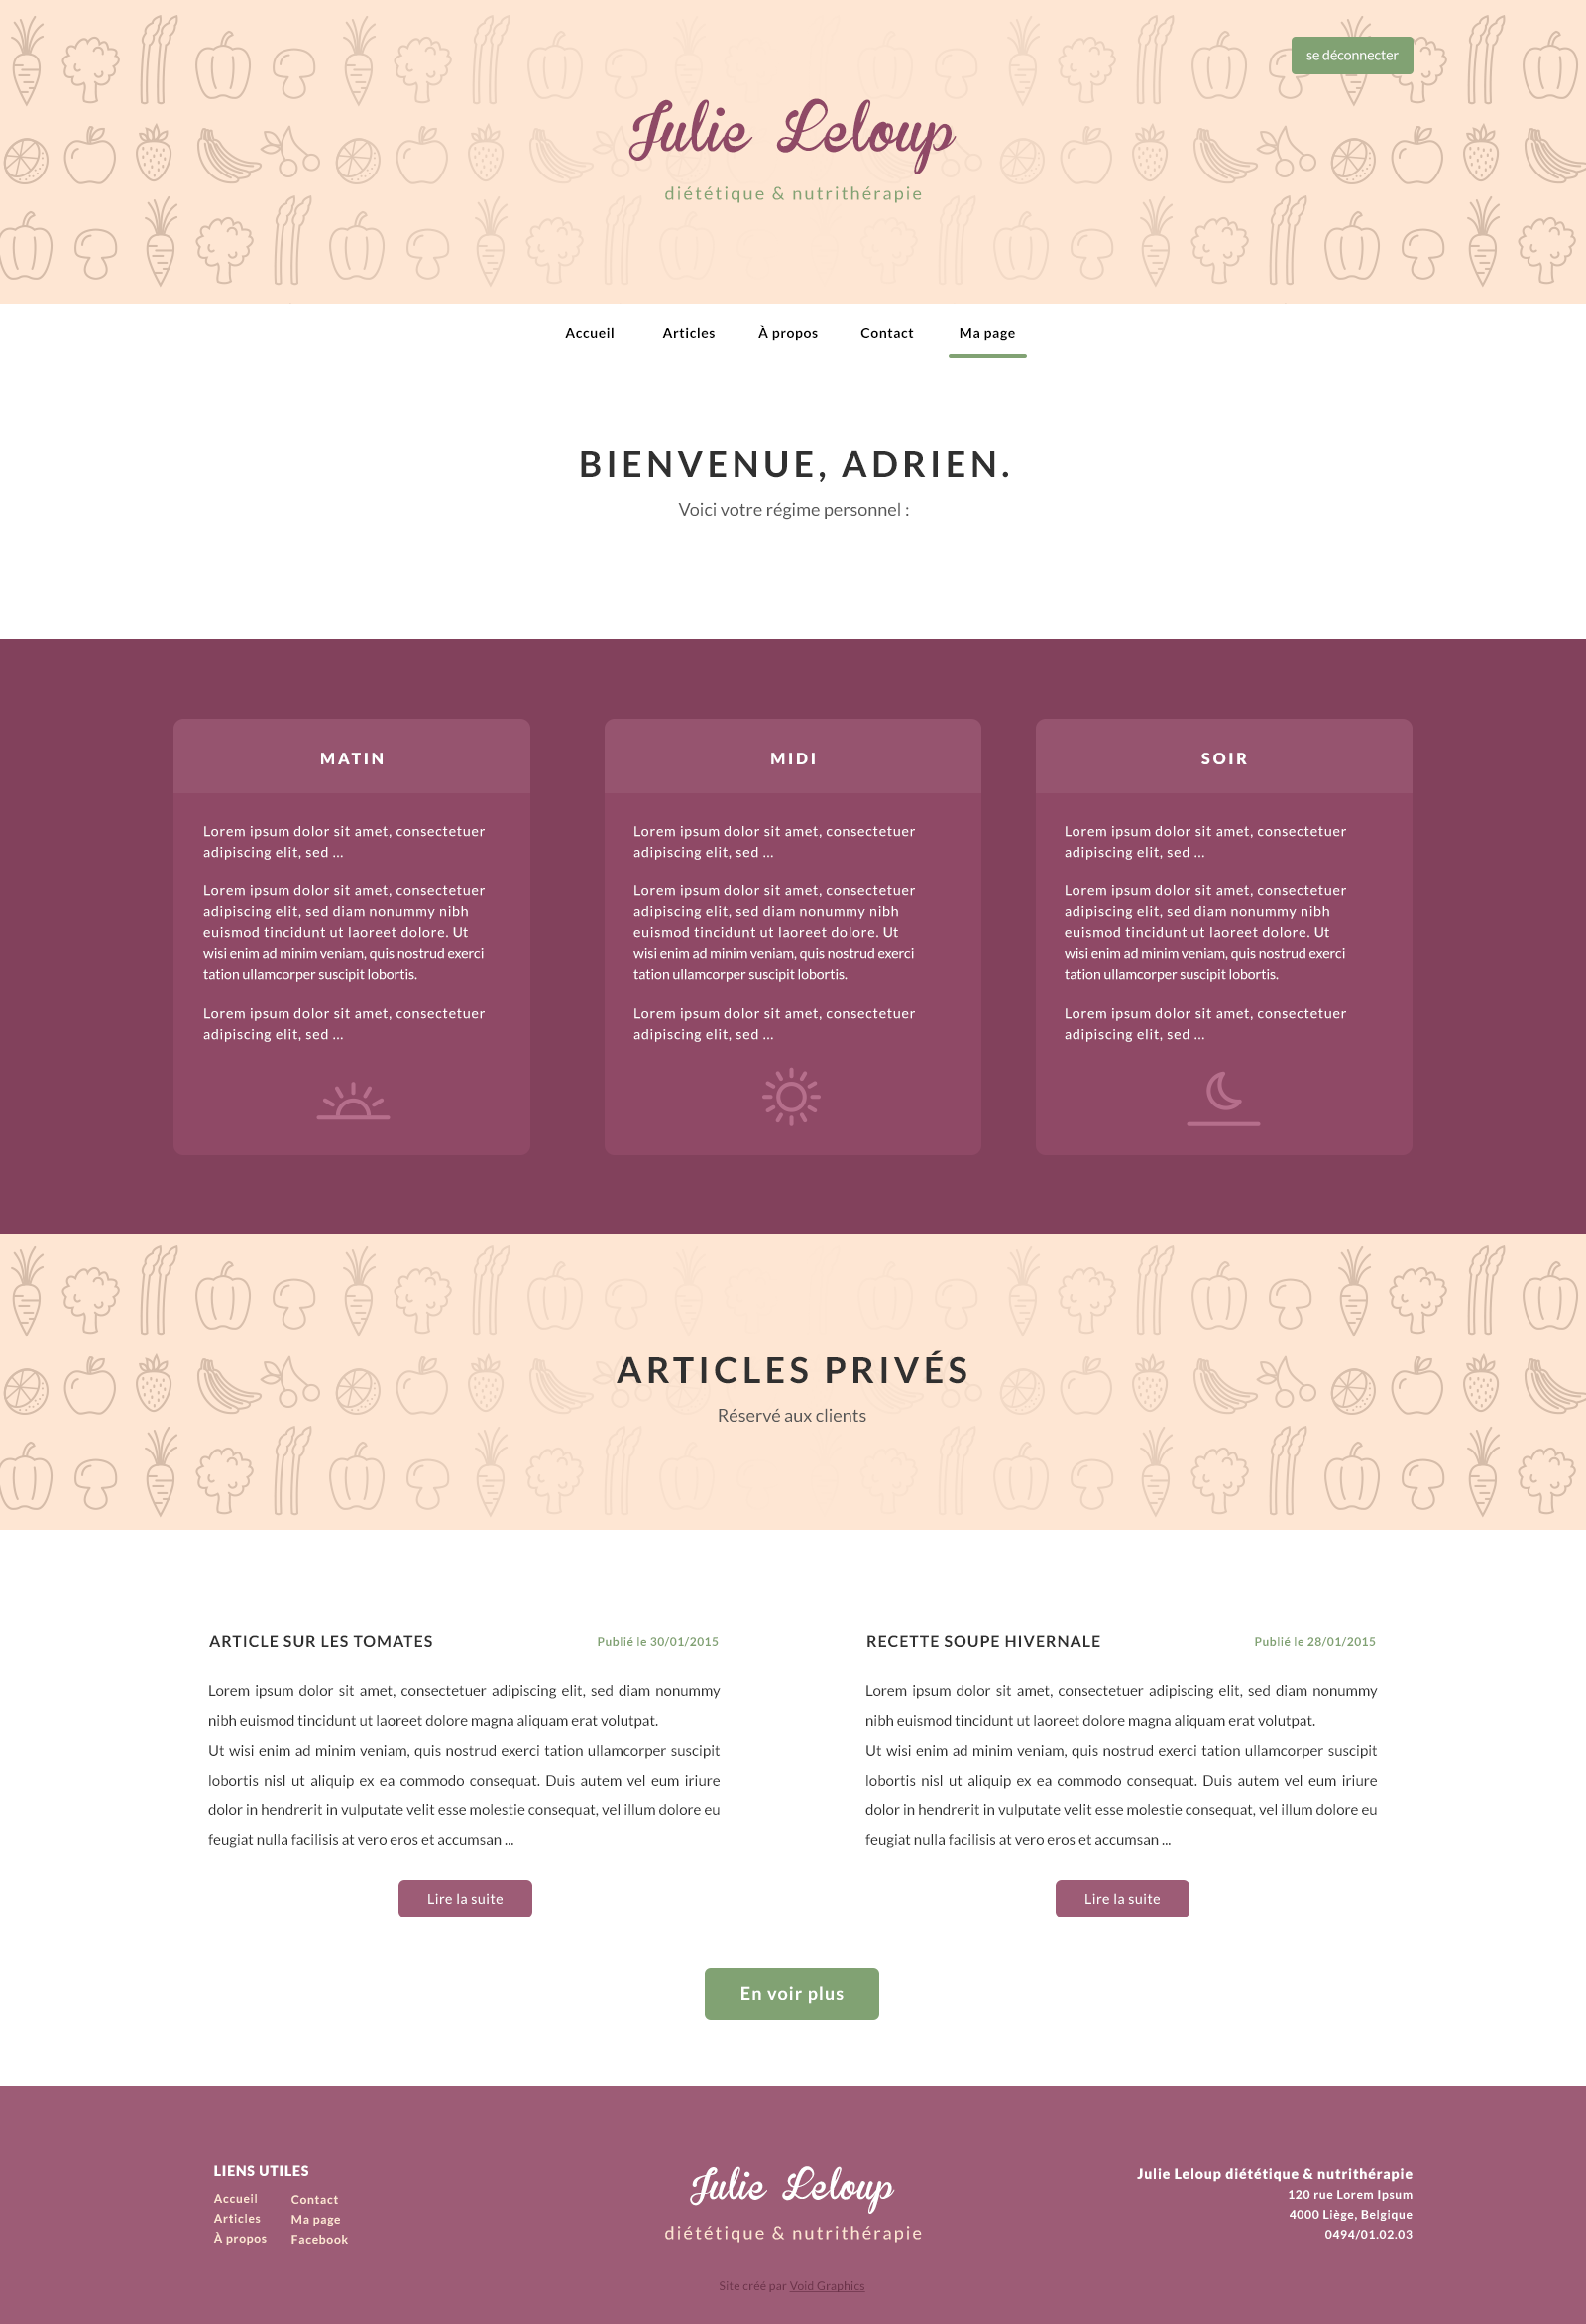 se déconnecter
Julie Leloup
diététique & nutrithérapie
Accueil Articles À propos Contact Ma page
BIENVENUE, ADRIEN.
Voici votre régime personnel :
MATIN
Lorem ipsum dolor sit amet, consectetuer
adipiscing elit, sed ...
Lorem ipsum dolor sit amet, consectetuer
adipiscing elit, sed diam nonummy nibh
euismod tincidunt ut laoreet dolore. Ut
wisi enim ad minim veniam, quis nostrud exerci
tation ullamcorper suscipit lobortis.
Lorem ipsum dolor sit amet, consectetuer
adipiscing elit, sed ...
MIDI
Lorem ipsum dolor sit amet, consectetuer
adipiscing elit, sed ...
Lorem ipsum dolor sit amet, consectetuer
adipiscing elit, sed diam nonummy nibh
euismod tincidunt ut laoreet dolore. Ut
wisi enim ad minim veniam, quis nostrud exerci
tation ullamcorper suscipit lobortis.
Lorem ipsum dolor sit amet, consectetuer
adipiscing elit, sed ...
SOIR
Lorem ipsum dolor sit amet, consectetuer
adipiscing elit, sed ...
Lorem ipsum dolor sit amet, consectetuer
adipiscing elit, sed diam nonummy nibh
euismod tincidunt ut laoreet dolore. Ut
wisi enim ad minim veniam, quis nostrud exerci
tation ullamcorper suscipit lobortis.
Lorem ipsum dolor sit amet, consectetuer
adipiscing elit, sed ...
ARTICLES PRIVÉS
Réservé aux clients
ARTICLE SUR LES TOMATES
Publié le 30/01/2015
Lorem ipsum dolor sit amet, consectetuer adipiscing elit, sed diam nonummy
nibh euismod tincidunt ut laoreet dolore magna aliquam erat volutpat.
Ut wisi enim ad minim veniam, quis nostrud exerci tation ullamcorper suscipit
lobortis nisl ut aliquip ex ea commodo consequat. Duis autem vel eum iriure
dolor in hendrerit in vulputate velit esse molestie consequat, vel illum dolore eu
feugiat nulla facilisis at vero eros et accumsan ...
Lire la suite
RECETTE SOUPE HIVERNALE
Publié le 28/01/2015
Lorem ipsum dolor sit amet, consectetuer adipiscing elit, sed diam nonummy
nibh euismod tincidunt ut laoreet dolore magna aliquam erat volutpat.
Ut wisi enim ad minim veniam, quis nostrud exerci tation ullamcorper suscipit
lobortis nisl ut aliquip ex ea commodo consequat. Duis autem vel eum iriure
dolor in hendrerit in vulputate velit esse molestie consequat, vel illum dolore eu
feugiat nulla facilisis at vero eros et accumsan ...
Lire la suite
En voir plus
LIENS UTILES
Accueil
Articles
À propos
Contact
Ma page
Facebook
Julie Leloup
diététique & nutrithérapie
Julie Leloup diététique & nutrithérapie
120 rue Lorem Ipsum
4000 Liège, Belgique
0494/01.02.03
Site créé par Void Graphics